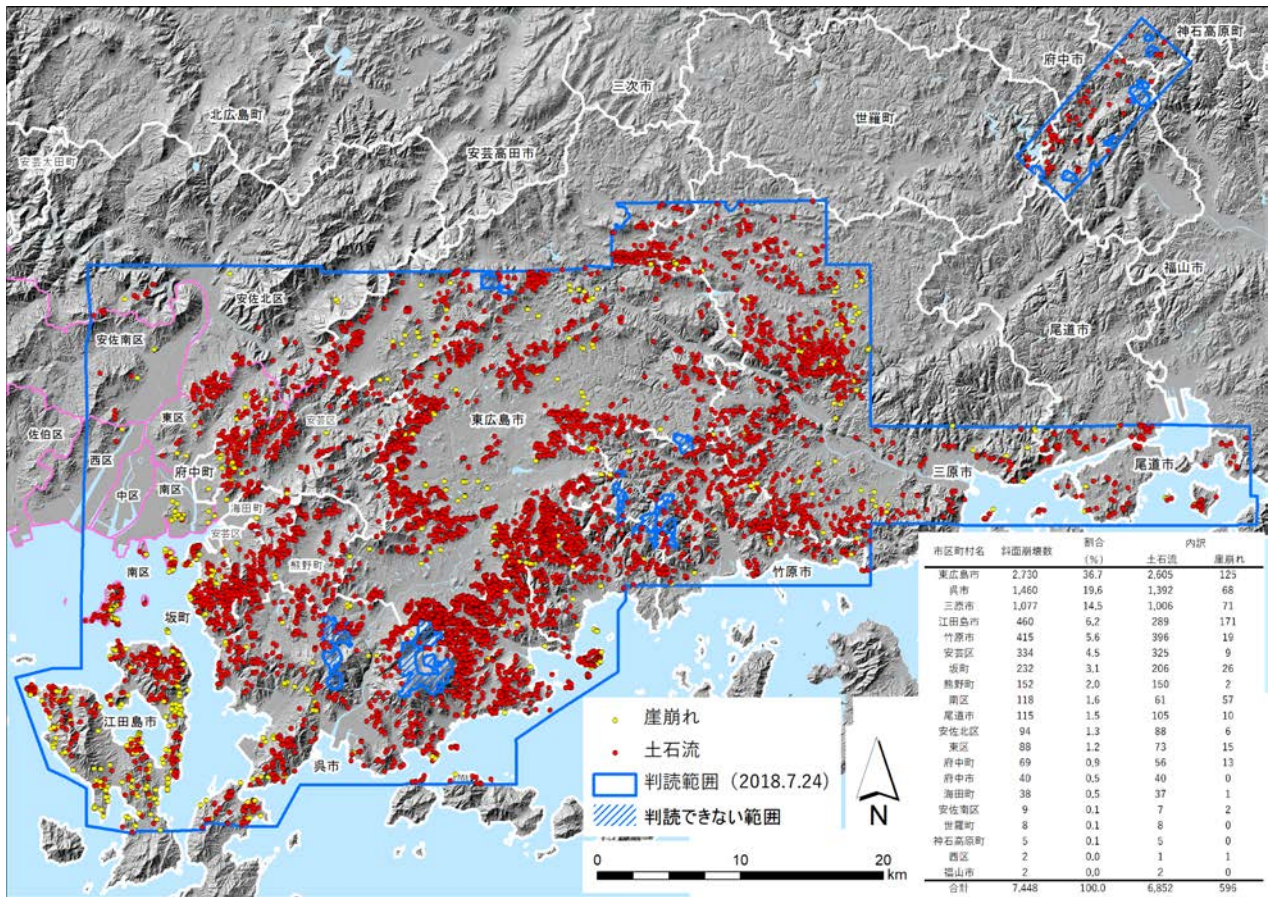 神石高原町
府中市
三次市
世羅町
北広島町
安芸高田市
安芸太田町
福山市
安佐北区
尾道市
安佐南区
東区
安芸区
東広島市
佐伯区
西区
府中町
三原市
尾道市
中区
南区
海田町
安芸区
熊野町
竹原市
南区
坂町
江田島市
呉市
崖崩れ
土石流
判読範囲（2018.7.24）
判読できない範囲
N
0 10 20
km
市区町村名 斜面崩壊数 割合 内訳
(%) 土石流 崖崩れ
東広島市 2,730 36.7 2,605 125
呉市 1,460 19.6 1,392 68
三原市 1,077 14.5 1,006 71
江田島市 460 6.2 289 171
竹原市 415 5.6 396 19
安芸区 334 4.5 325 9
坂町 232 3.1 206 26
熊野町 152 2.0 150 2
南区 118 1.6 61 57
尾道市 115 1.5 105 10
安佐北区 94 1.3 88 6
東区 88 1.2 73 15
府中町 69 0.9 56 13
府中市 40 0.5 40 0
海田町 38 0.5 37 1
安佐南区 9 0.1 7 2
世羅町 8 0.1 8 0
神石高原町 5 0.1 5 0
西区 2 0.0 1 1
福山市 2 0.0 2 0
合計 7,448 100.0 6,852 596